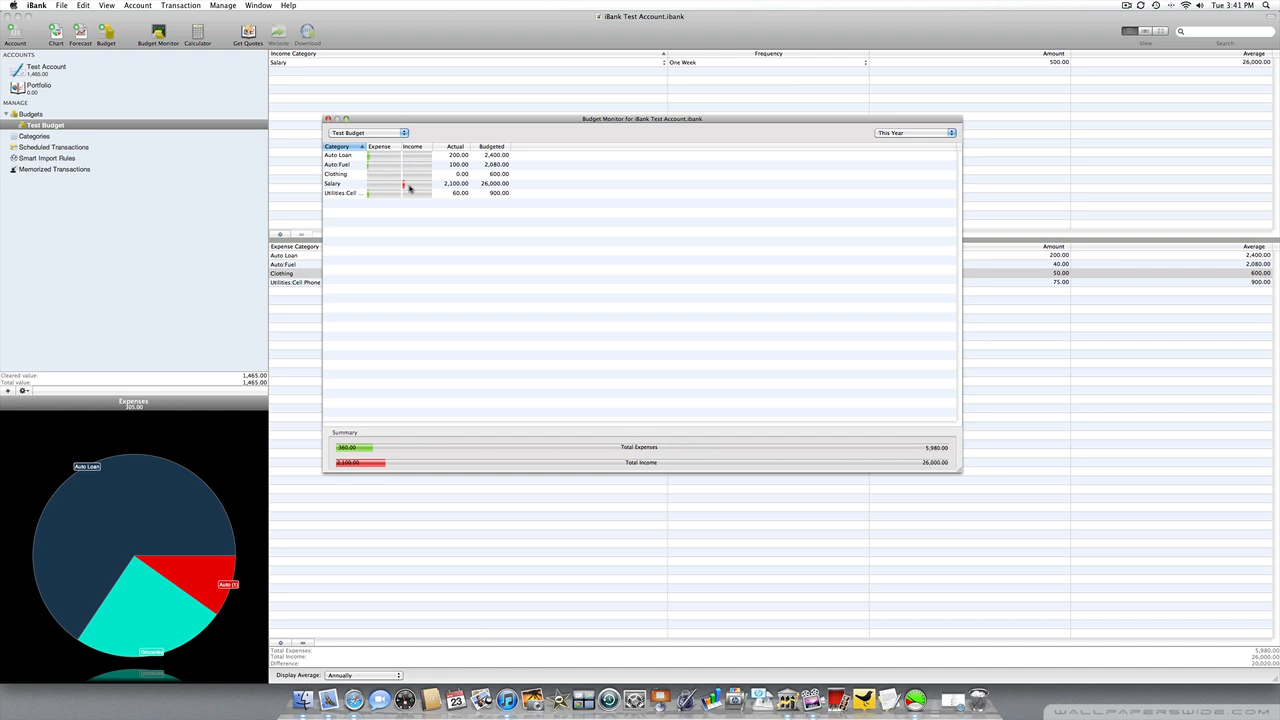 iBank File Edit View Account Transaction Manage Window Help Tue 3:41 PM
iBank Test Account.ibank
Account Chart Forecast Budget Budget Monitor Calculator Get Quotes Website Download View Search
ACCOUNTS
Test Account
1,465.00
Portfolio
0.00
MANAGE
Budgets
Test Budget
Categories
Scheduled Transactions
Smart Import Rules
Memorized Transactions
Cleared value: 1,465.00
Total value: 1,465.00
Expenses
305.00
Auto Loan
Auto (1)
Groceries
Income Category Frequency Amount Average
Salary One Week 500.00 26,000.00
Budget Monitor for iBank Test Account.ibank
Test Budget This Year
Category Expense Income Actual Budgeted
Auto Loan 200.00 2,400.00
Auto:Fuel 100.00 2,080.00
Clothing 0.00 600.00
Salary 2,100.00 26,000.00
Utilities:Cell ... 60.00 900.00
Summary
360.00 Total Expenses 5,980.00
2,100.00 Total Income 26,000.00
Expense Category Amount Average
Auto Loan 200.00 2,400.00
Auto:Fuel 40.00 2,080.00
Clothing 50.00 600.00
Utilities:Cell Phone 75.00 900.00
Total Expenses: 5,980.00
Total Income: 26,000.00
Difference: 20,020.00
Display Average: Annually
23
WALLPAPERSWIDE.COM